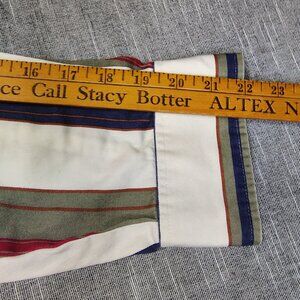 16 17 18 19 20 21 22 23
ce Call Stacy Botter ALTEX N